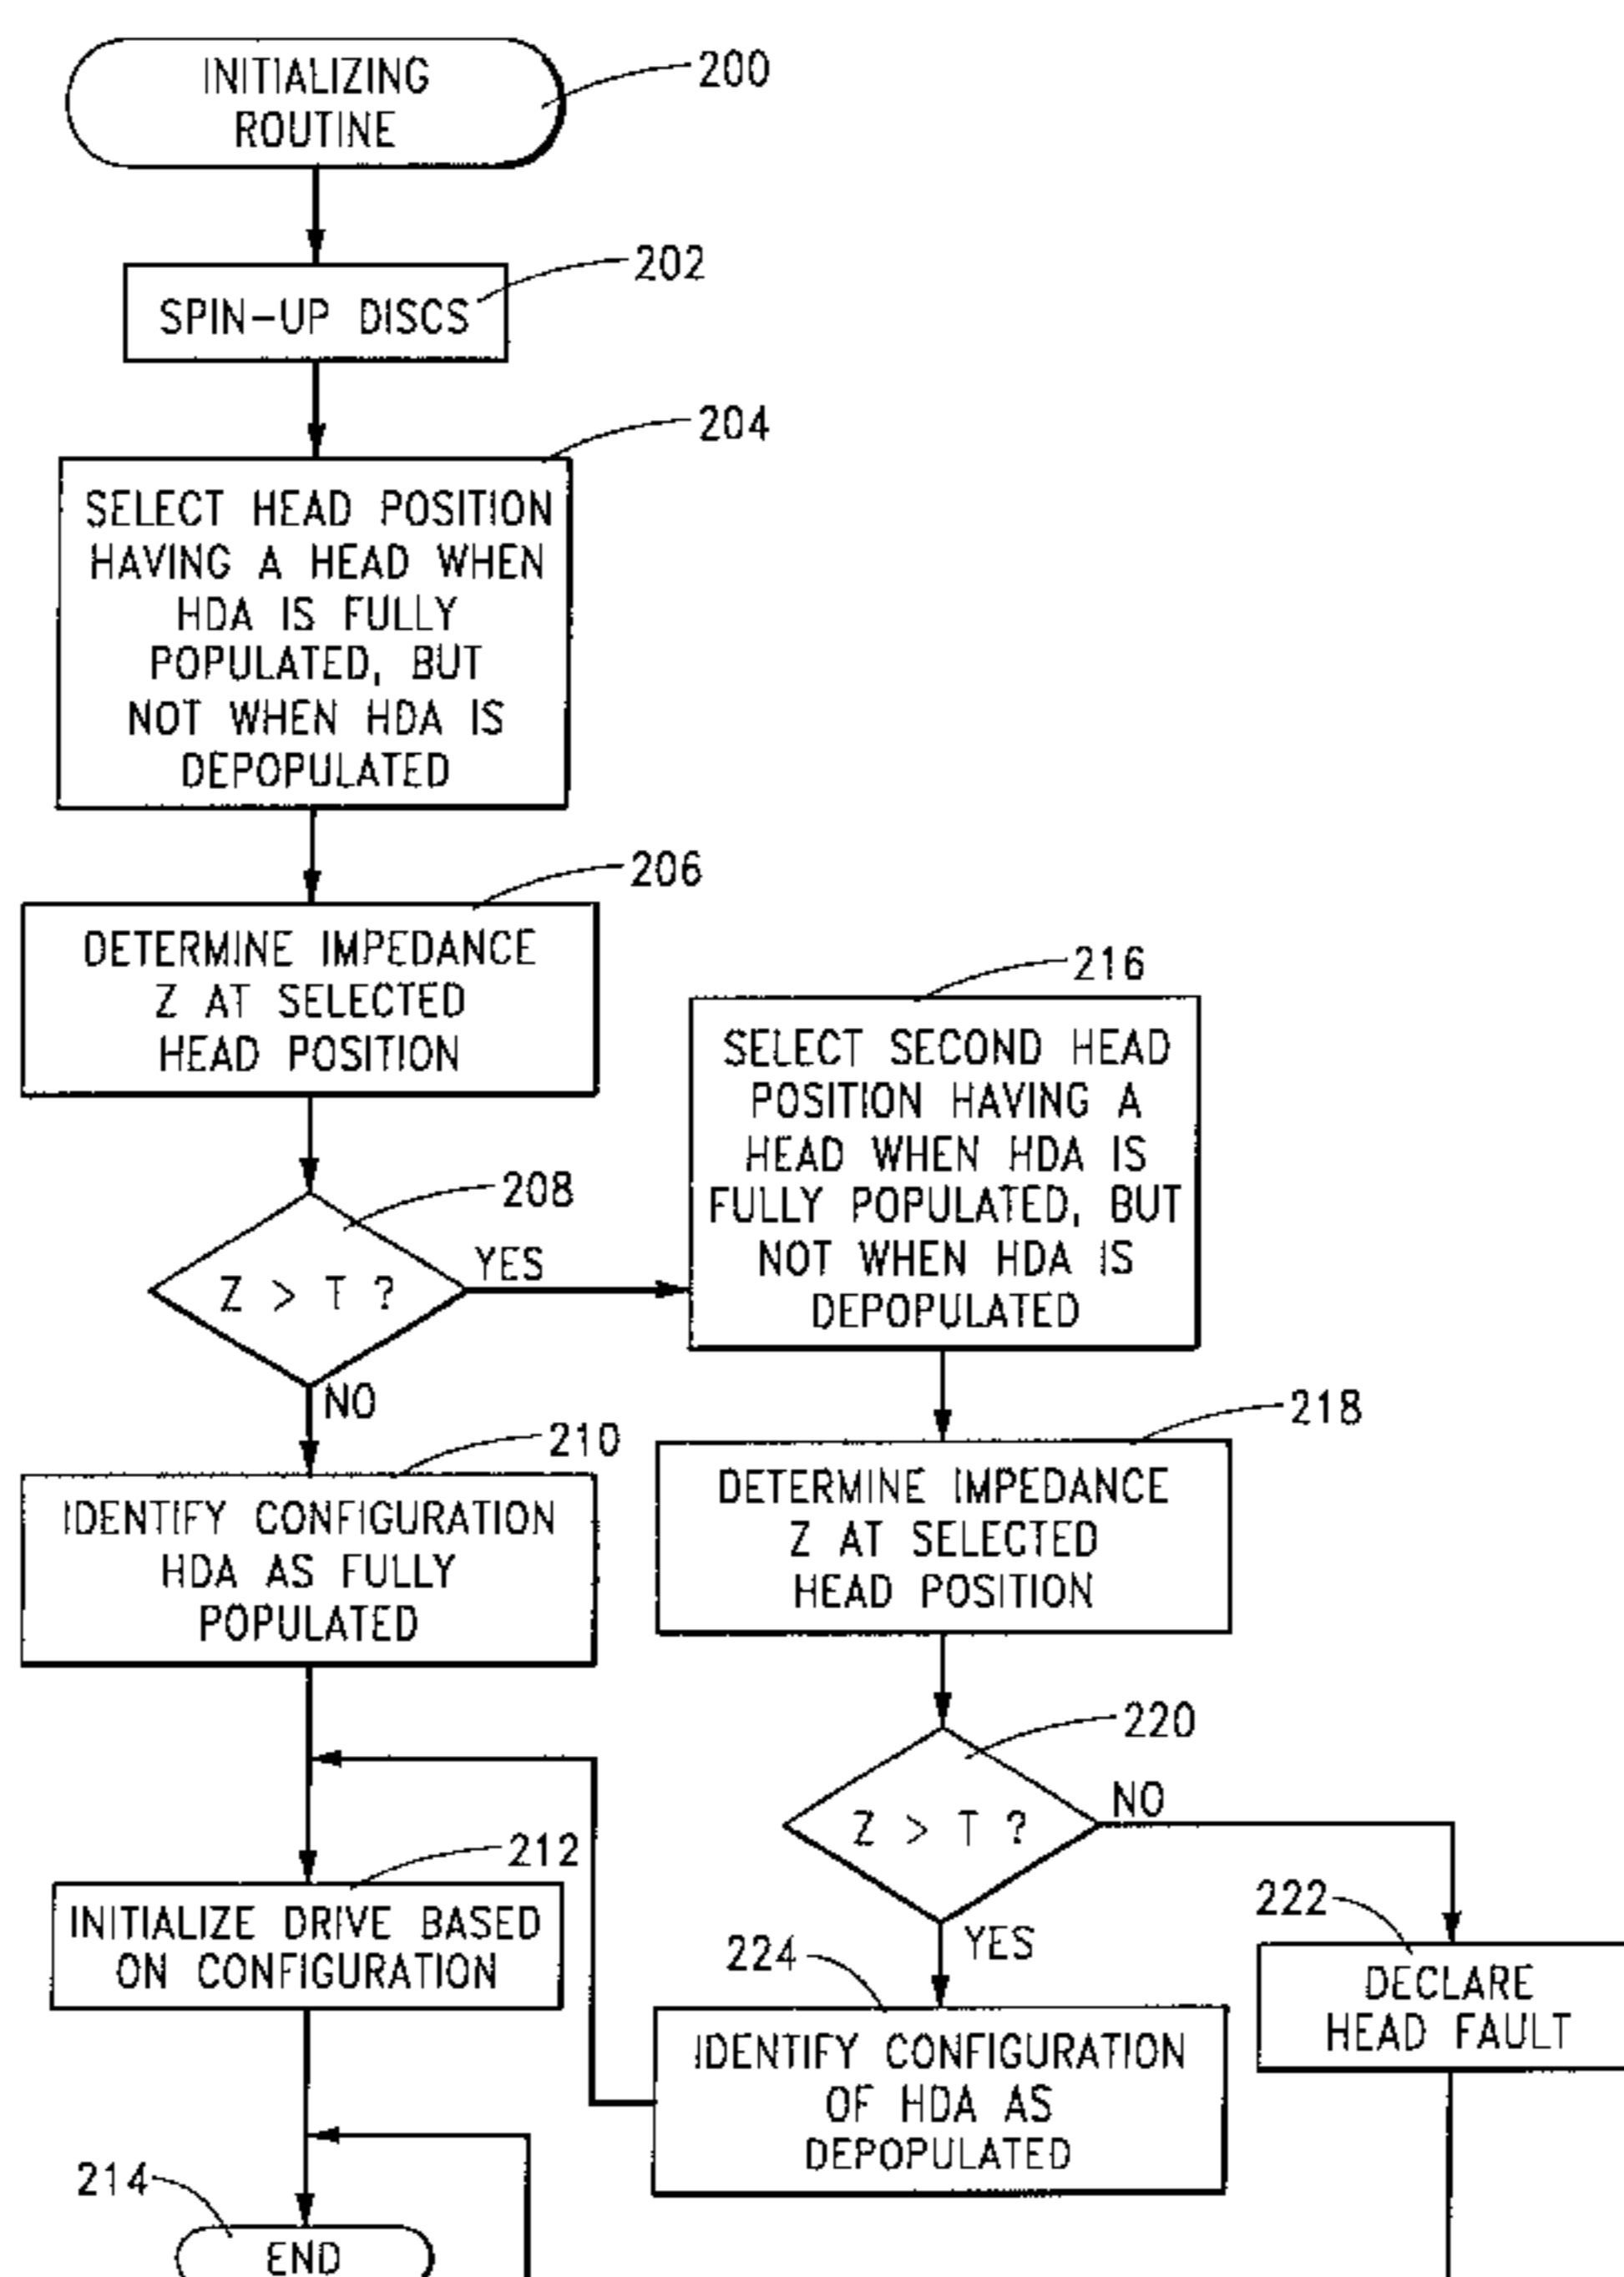 INITIALIZING
ROUTINE
200
SPIN-UP DISCS
202
204
SELECT HEAD POSITION
HAVING A HEAD WHEN
HDA IS FULLY
POPULATED, BUT
NOT WHEN HDA IS
DEPOPULATED
206
DETERMINE IMPEDANCE
Z AT SELECTED
HEAD POSITION
208
Z > T ?
YES
NO
210
IDENTIFY CONFIGURATION
HDA AS FULLY
POPULATED
212
INITIALIZE DRIVE BASED
ON CONFIGURATION
214
END
216
SELECT SECOND HEAD
POSITION HAVING A
HEAD WHEN HDA IS
FULLY POPULATED, BUT
NOT WHEN HDA IS
DEPOPULATED
218
DETERMINE IMPEDANCE
Z AT SELECTED
HEAD POSITION
220
Z > T ?
NO
YES
222
DECLARE
HEAD FAULT
224
IDENTIFY CONFIGURATION
OF HDA AS
DEPOPULATED